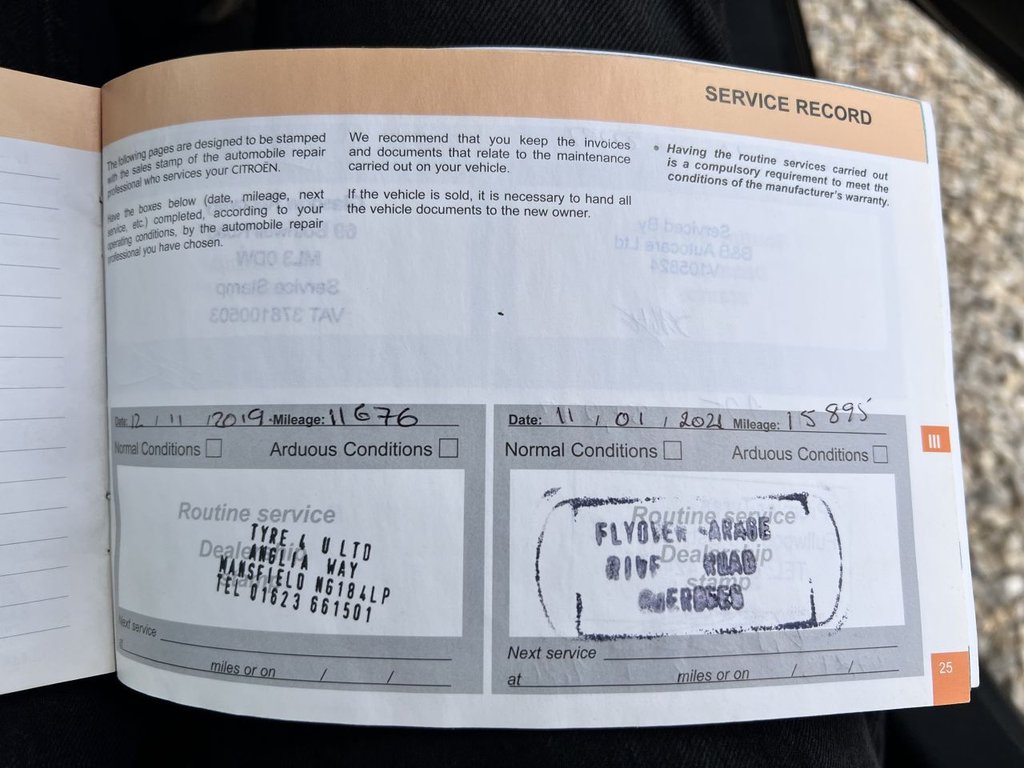 SERVICE RECORD
The following pages are designed to be stamped
with the sales stamp of the automobile repair
professional who services your CITROËN.
Have the boxes below (date, mileage, next
service, etc.) completed, according to your
operating conditions, by the automobile repair
professional you have chosen.
We recommend that you keep the invoices
and documents that relate to the maintenance
carried out on your vehicle.
If the vehicle is sold, it is necessary to hand all
the vehicle documents to the new owner.
• Having the routine services carried out
is a compulsory requirement to meet the
conditions of the manufacturer's warranty.
Date: 12 / 11 / 2019 Mileage: 11676
Normal Conditions Arduous Conditions
Routine service
Dealership
stamp
TYRE 4 U LTD
ANGLIA WAY
MANSFIELD NG184LP
TEL 01623 661501
Next service
at miles or on / /
Date: 11 / 01 / 2021 Mileage: 15895
Normal Conditions Arduous Conditions
Routine service
Dealership
stamp
FLYOVER
ROAD
Next service
at miles or on / /
III
25